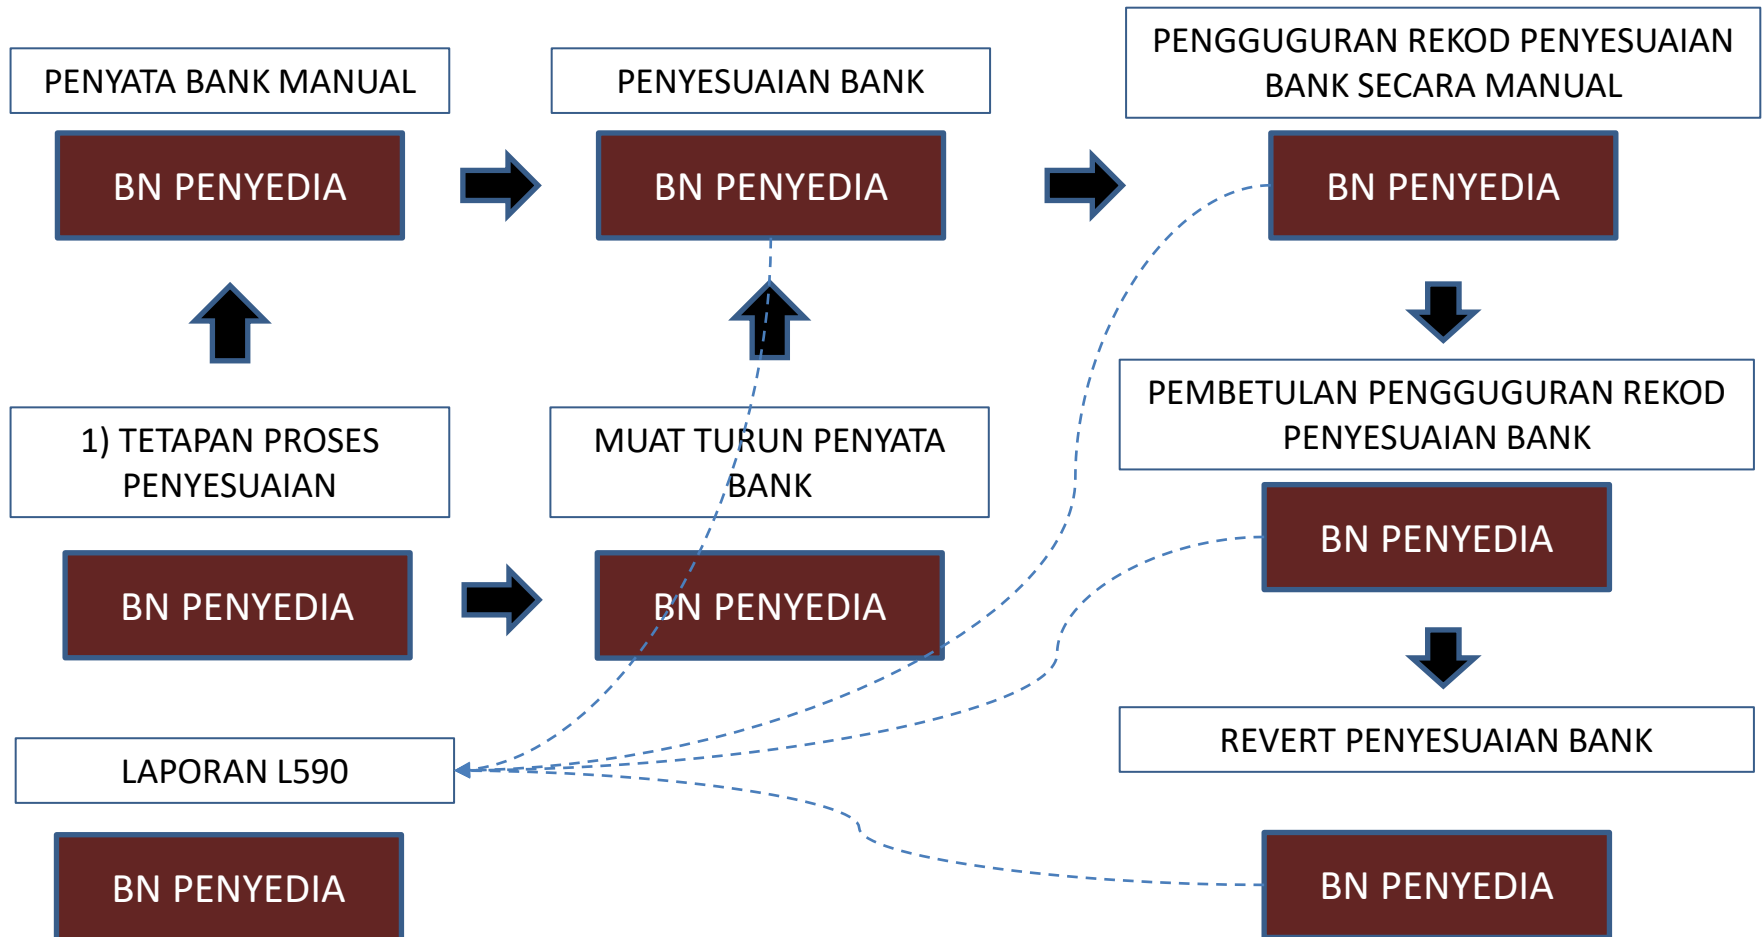 PENYATA BANK MANUAL
BN PENYEDIA
PENYESUAIAN BANK
BN PENYEDIA
PENGGUGURAN REKOD PENYESUAIAN
BANK SECARA MANUAL
BN PENYEDIA
1) TETAPAN PROSES
PENYESUAIAN
BN PENYEDIA
MUAT TURUN PENYATA
BANK
BN PENYEDIA
PEMBETULAN PENGGUGURAN REKOD
PENYESUAIAN BANK
BN PENYEDIA
LAPORAN L590
BN PENYEDIA
REVERT PENYESUAIAN BANK
BN PENYEDIA